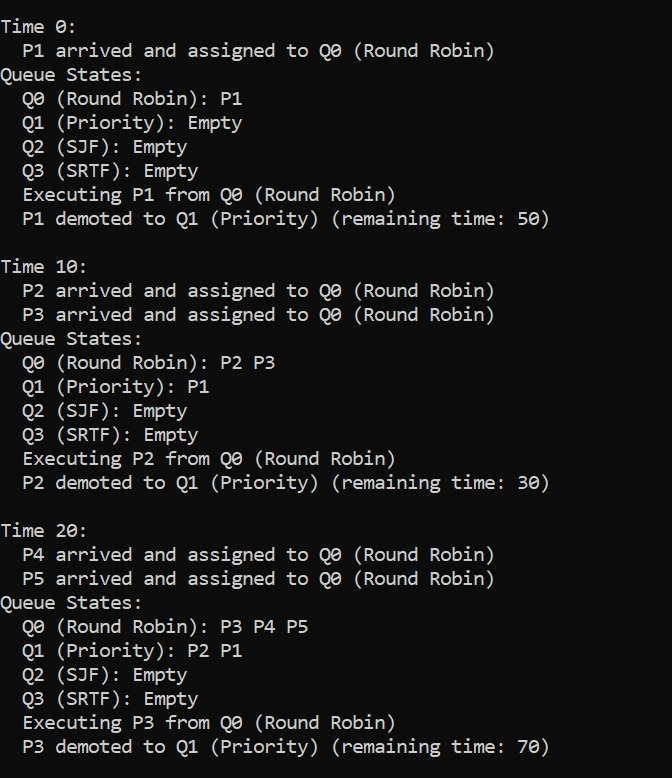 Time 0:
P1 arrived and assigned to Q0 (Round Robin)
Queue States:
Q0 (Round Robin): P1
Q1 (Priority): Empty
Q2 (SJF): Empty
Q3 (SRTF): Empty
Executing P1 from Q0 (Round Robin)
P1 demoted to Q1 (Priority) (remaining time: 50)
Time 10:
P2 arrived and assigned to Q0 (Round Robin)
P3 arrived and assigned to Q0 (Round Robin)
Queue States:
Q0 (Round Robin): P2 P3
Q1 (Priority): P1
Q2 (SJF): Empty
Q3 (SRTF): Empty
Executing P2 from Q0 (Round Robin)
P2 demoted to Q1 (Priority) (remaining time: 30)
Time 20:
P4 arrived and assigned to Q0 (Round Robin)
P5 arrived and assigned to Q0 (Round Robin)
Queue States:
Q0 (Round Robin): P3 P4 P5
Q1 (Priority): P2 P1
Q2 (SJF): Empty
Q3 (SRTF): Empty
Executing P3 from Q0 (Round Robin)
P3 demoted to Q1 (Priority) (remaining time: 70)